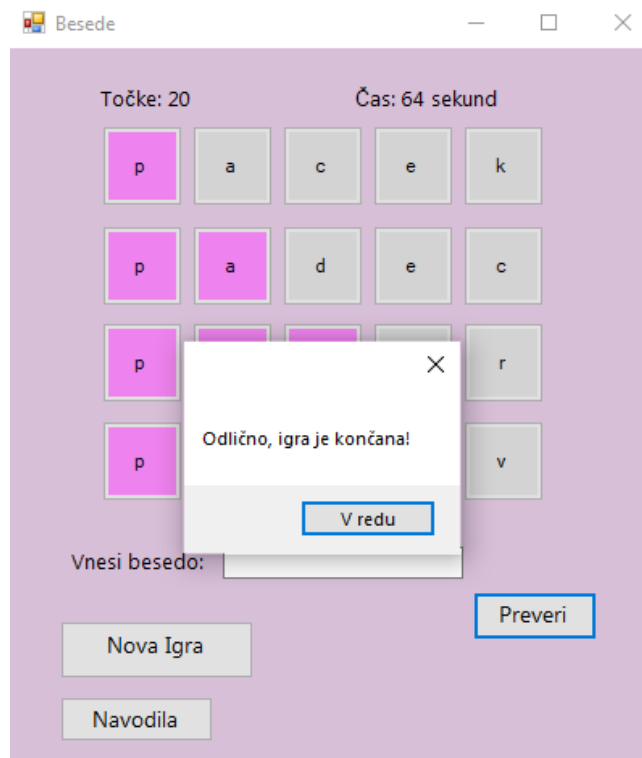 Besede
Točke: 20 Čas: 64 sekund
p a c e k
p a d e c
p r
p v
Odlično, igra je končana!
V redu
Vnesi besedo:
Preveri
Nova Igra
Navodila